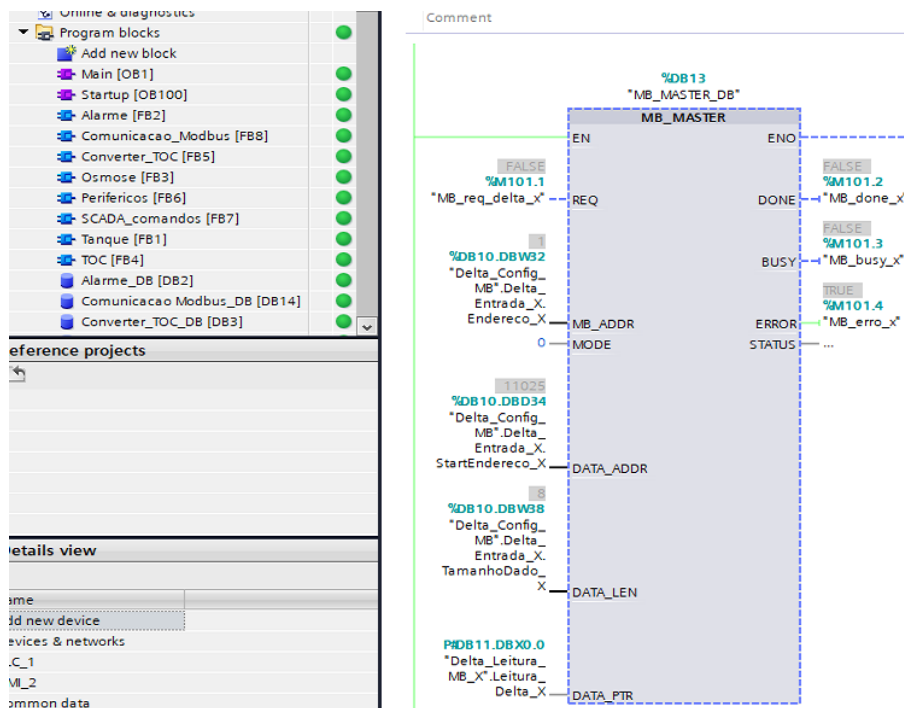 Online & diagnostics
Program blocks
Add new block
Main [OB1]
Startup [OB100]
Alarme [FB2]
Comunicacao_Modbus [FB8]
Converter_TOC [FB5]
Osmose [FB3]
Perifericos [FB6]
SCADA_comandos [FB7]
Tanque [FB1]
TOC [FB4]
Alarme_DB [DB2]
Comunicacao Modbus_DB [DB14]
Converter_TOC_DB [DB3]
eference projects
Details view
ame
dd new device
evices & networks
LC_1
MI_2
ommon data
Comment
%DB13
"MB_MASTER_DB"
MB_MASTER
EN
ENO
FALSE
%M101.1
"MB_req_delta_x"
REQ
FALSE
%M101.2
DONE
"MB_done_x"
FALSE
%M101.3
BUSY
"MB_busy_x"
1
%DB10.DBW32
"Delta_Config_
MB".Delta_
Entrada_X.
Endereco_X
MB_ADDR
TRUE
%M101.4
ERROR
"MB_erro_x"
0
MODE
STATUS
...
11025
%DB10.DBD34
"Delta_Config_
MB".Delta_
Entrada_X.
StartEndereco_X
DATA_ADDR
8
%DB10.DBW38
"Delta_Config_
MB".Delta_
Entrada_X.
TamanhoDado_
X
DATA_LEN
P#DB11.DBX0.0
"Delta_Leitura_
MB_X".Leitura_
Delta_X
DATA_PTR